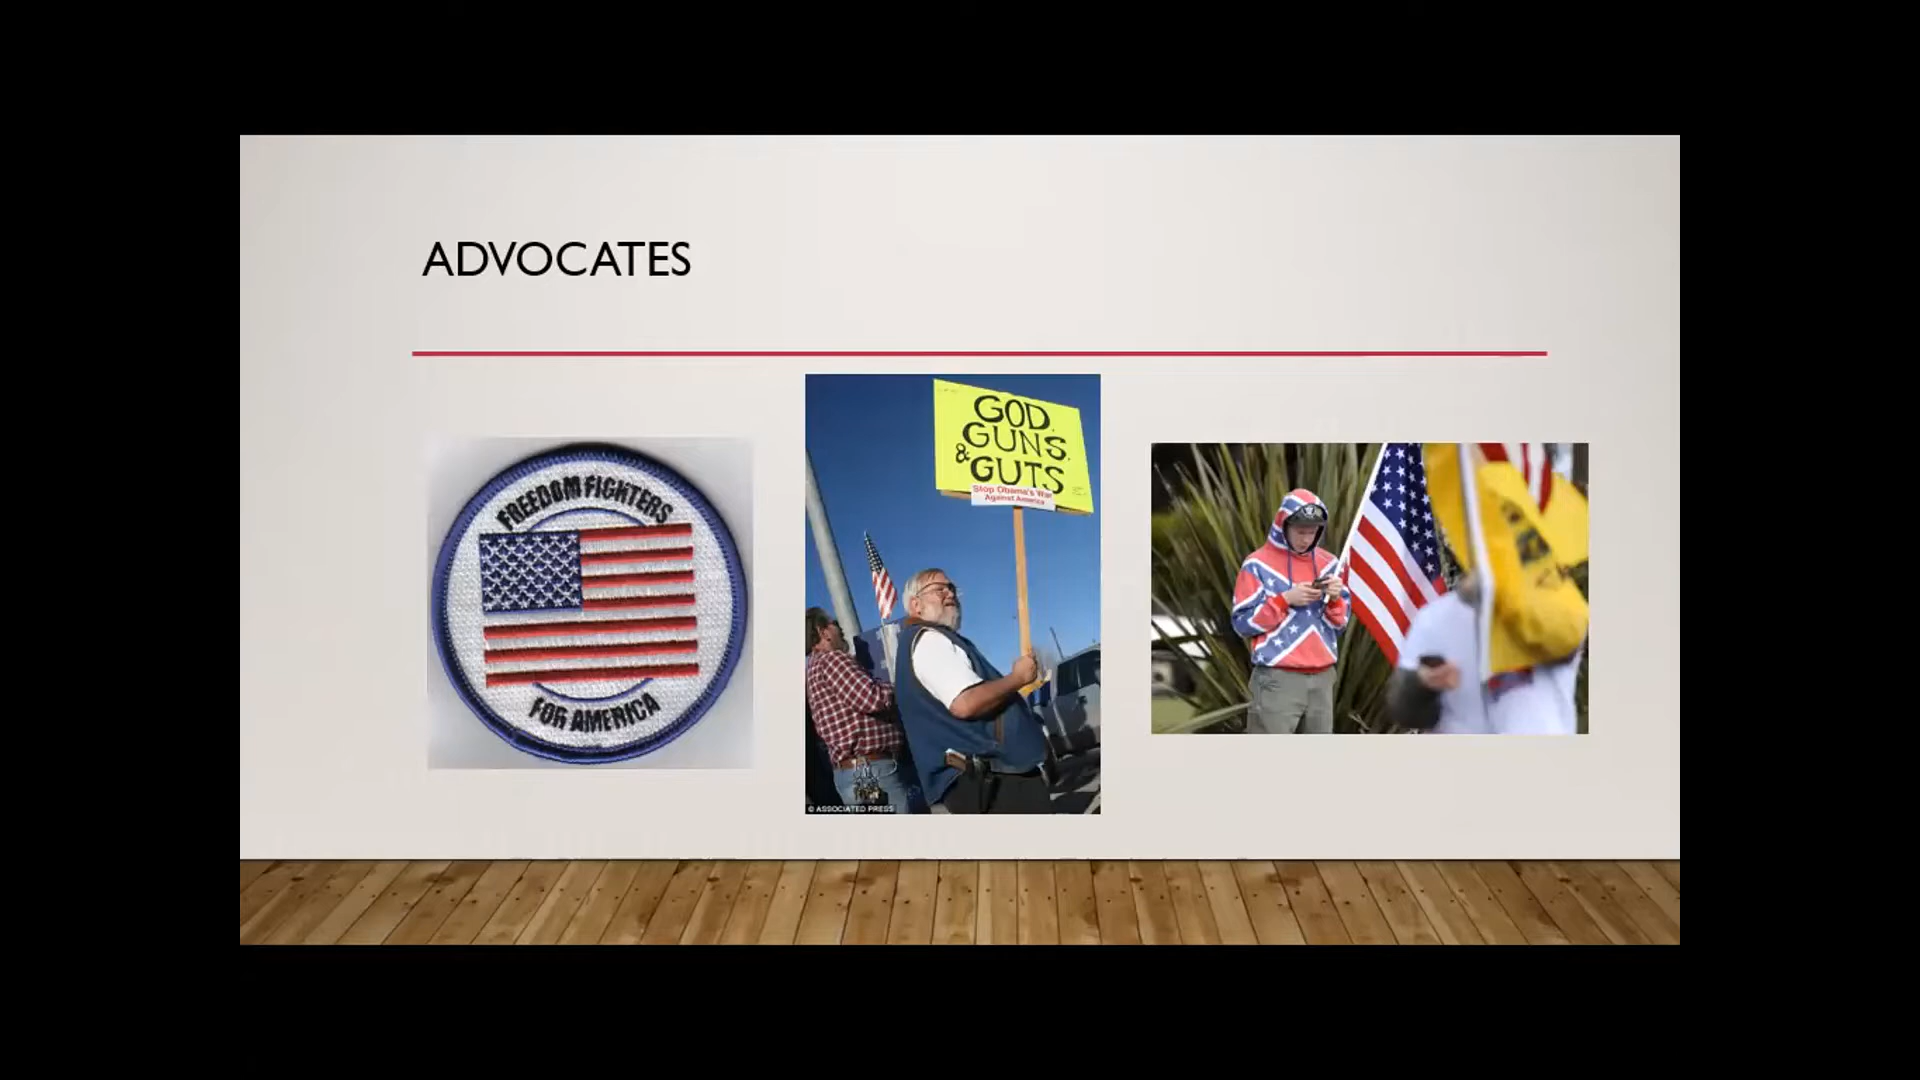 ADVOCATES
FREEDOM FIGHTERS
FOR AMERICA
GOD,
GUNS,
& GUTS
Stop Obama's War
Against America
© ASSOCIATED PRESS